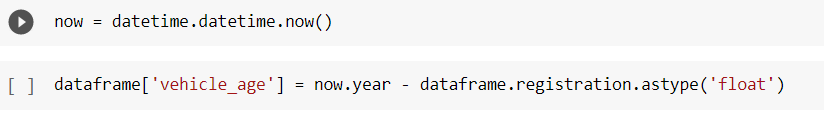 now = datetime.datetime.now()
[ ] dataframe['vehicle_age'] = now.year - dataframe.registration.astype('float')